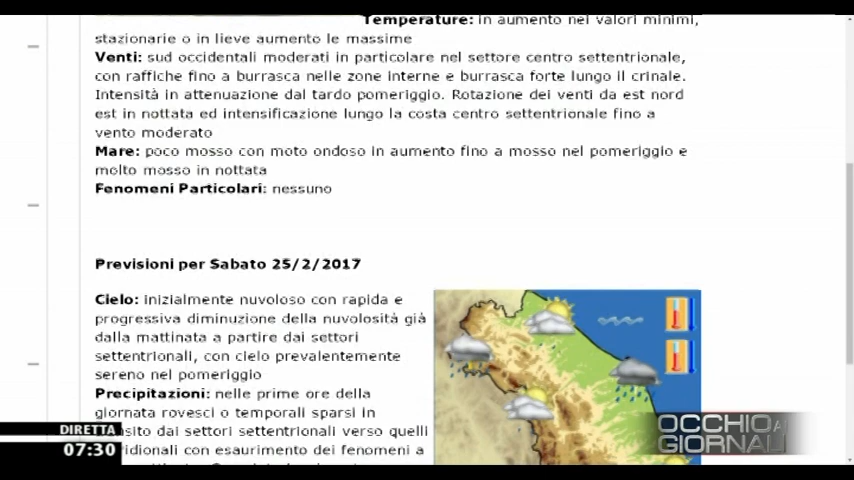 Temperature: in aumento nei valori minimi,
stazionarie o in lieve aumento le massime
Venti: sud occidentali moderati in particolare nel settore centro settentrionale,
con raffiche fino a burrasca nelle zone interne e burrasca forte lungo il crinale.
Intensità in attenuazione dal tardo pomeriggio. Rotazione dei venti da est nord
est in nottata ed intensificazione lungo la costa centro settentrionale fino a
vento moderato
Mare: poco mosso con moto ondoso in aumento fino a mosso nel pomeriggio e
molto mosso in nottata
Fenomeni Particolari: nessuno
Previsioni per Sabato 25/2/2017
Cielo: inizialmente nuvoloso con rapida e
progressiva diminuzione della nuvolosità già
dalla mattinata a partire dai settori
settentrionali, con cielo prevalentemente
sereno nel pomeriggio
Precipitazioni: nelle prime ore della
giornata rovesci o temporali sparsi in
dai settori settentrionali verso quelli
con esaurimento dei fenomeni a
DIRETTA
07:30
OCCHIO AI
GIORNALI